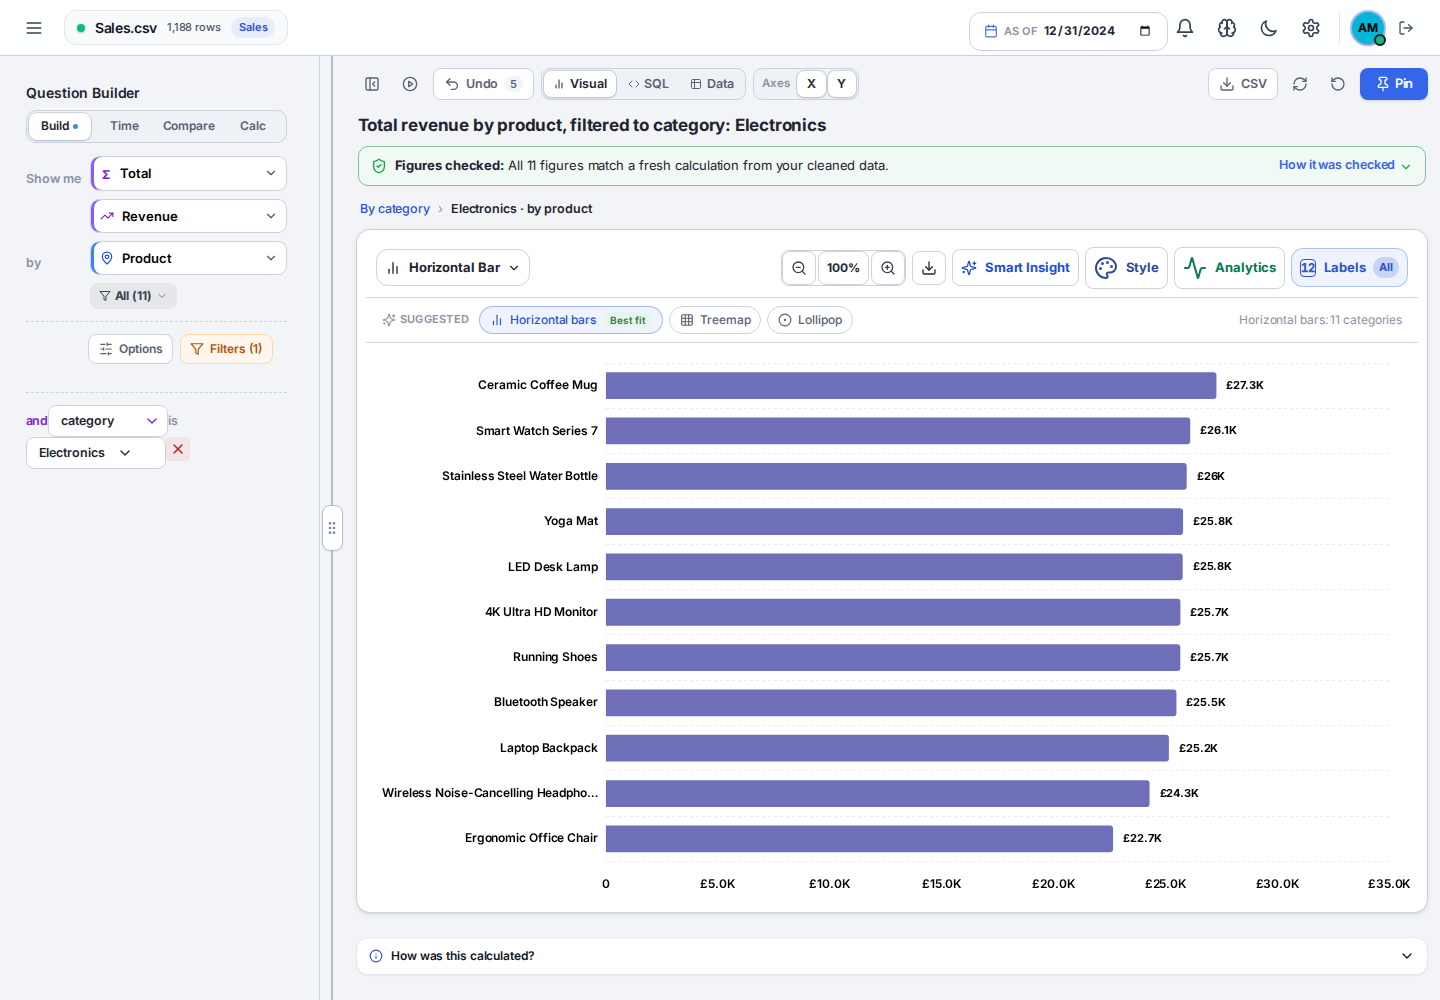 Sales.csv 1,188 rows Sales
AS OF 12/31/2024
AM
Question Builder
Build Time Compare Calc
Show me Σ Total
Revenue
by Product
All (11)
Options Filters (1)
and category is
Electronics
Undo 5 Visual SQL Data Axes X Y CSV Pin
Total revenue by product, filtered to category: Electronics
Figures checked: All 11 figures match a fresh calculation from your cleaned data. How it was checked
By category › Electronics · by product
Horizontal Bar 100% Smart Insight Style Analytics 12 Labels All
SUGGESTED Horizontal bars Best fit Treemap Lollipop Horizontal bars: 11 categories
Ceramic Coffee Mug £27.3K
Smart Watch Series 7 £26.1K
Stainless Steel Water Bottle £26K
Yoga Mat £25.8K
LED Desk Lamp £25.8K
4K Ultra HD Monitor £25.7K
Running Shoes £25.7K
Bluetooth Speaker £25.5K
Laptop Backpack £25.2K
Wireless Noise-Cancelling Headpho... £24.3K
Ergonomic Office Chair £22.7K
0 £5.0K £10.0K £15.0K £20.0K £25.0K £30.0K £35.0K
How was this calculated?